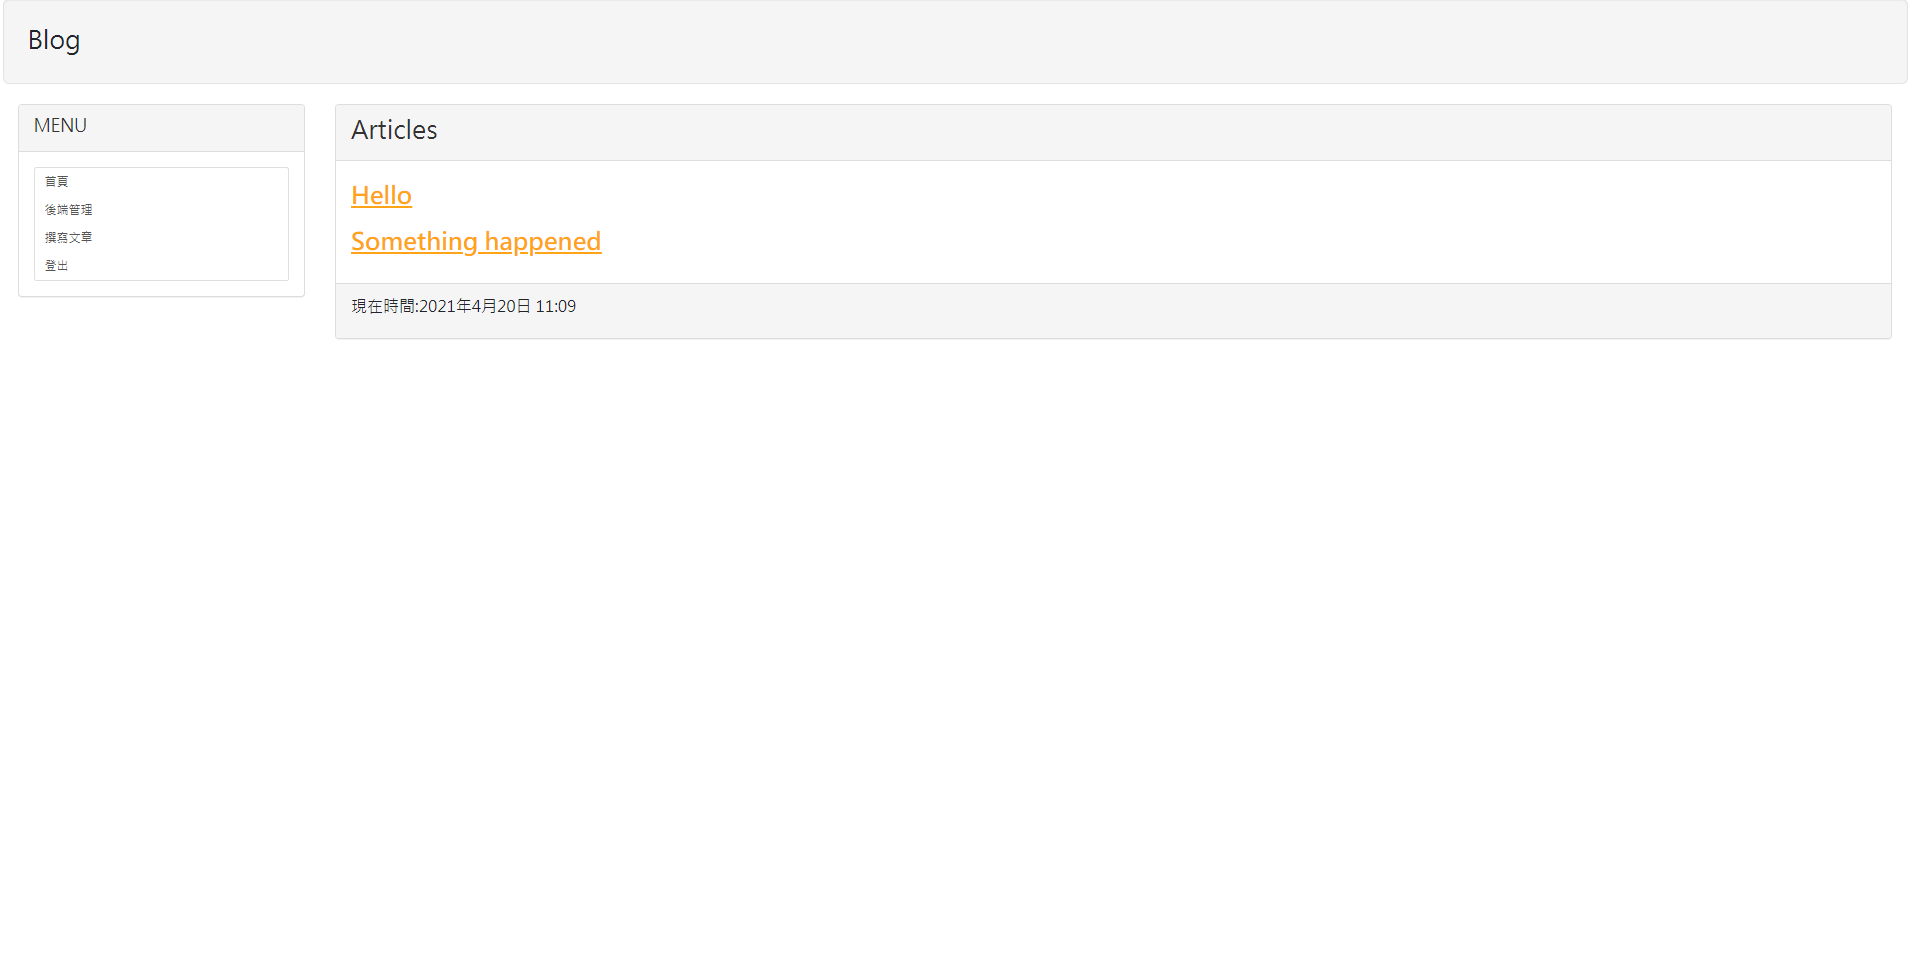 Blog
MENU
首頁
後端管理
撰寫文章
登出
Articles
Hello
Something happened
現在時間:2021年4月20日 11:09